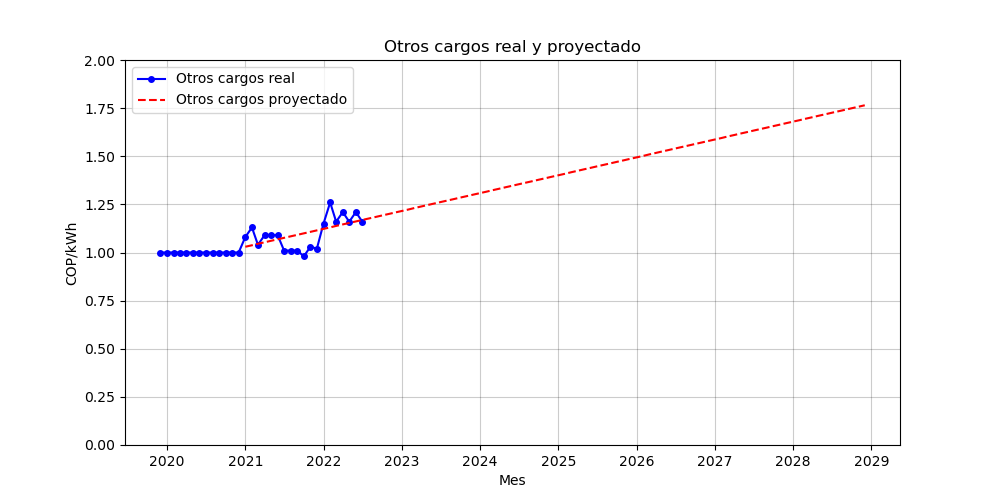 Otros cargos real y proyectado
Otros cargos real
Otros cargos proyectado
2.00
1.75
1.50
1.25
1.00
0.75
0.50
0.25
0.00
COP/kWh
2020 2021 2022 2023 2024 2025 2026 2027 2028 2029
Mes